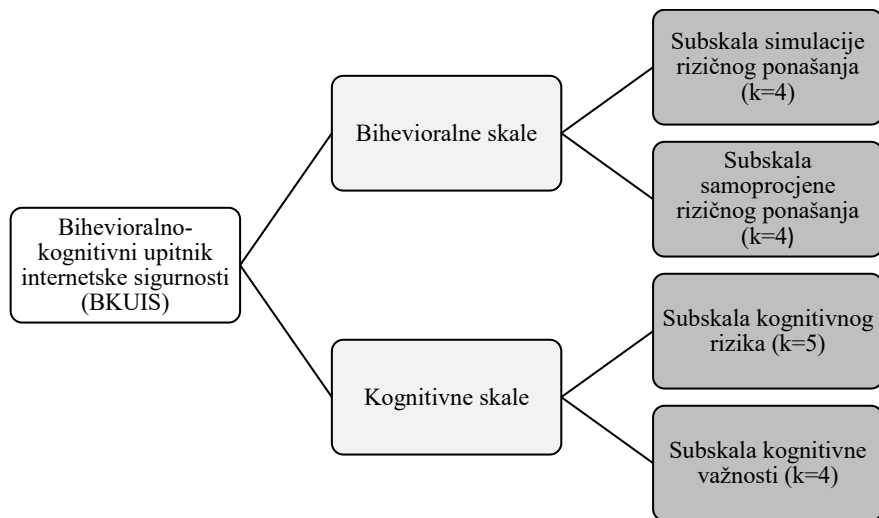 Bihevioralno-
kognitivni upitnik
internetske sigurnosti
(BKUIS)
Bihevioralne skale
Subskala simulacije
rizičnog ponašanja
(k=4)
Subskala
samoprocjene
rizičnog ponašanja
(k=4)
Kognitivne skale
Subskala kognitivnog
rizika (k=5)
Subskala kognitivne
važnosti (k=4)